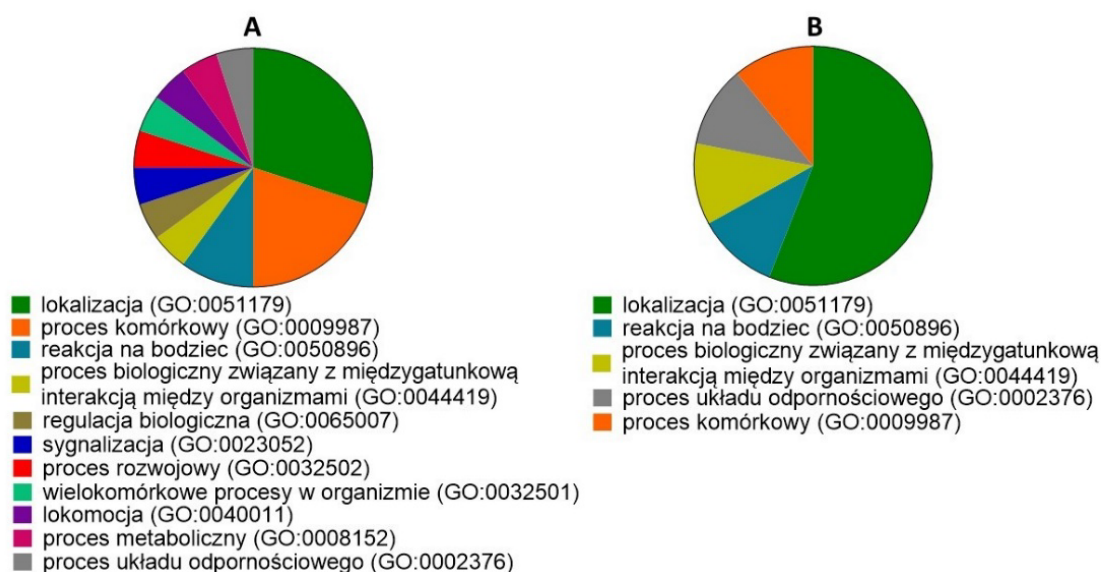 A
lokalizacja (GO:0051179)
proces komórkowy (GO:0009987)
reakcja na bodziec (GO:0050896)
proces biologiczny związany z międzygatunkową
interakcją między organizmami (GO:0044419)
regulacja biologiczna (GO:0065007)
sygnalizacja (GO:0023052)
proces rozwojowy (GO:0032502)
wielokomórkowe procesy w organizmie (GO:0032501)
lokomocja (GO:0040011)
proces metaboliczny (GO:0008152)
proces układu odpornościowego (GO:0002376)
B
lokalizacja (GO:0051179)
reakcja na bodziec (GO:0050896)
proces biologiczny związany z międzygatunkową
interakcją między organizmami (GO:0044419)
proces układu odpornościowego (GO:0002376)
proces komórkowy (GO:0009987)